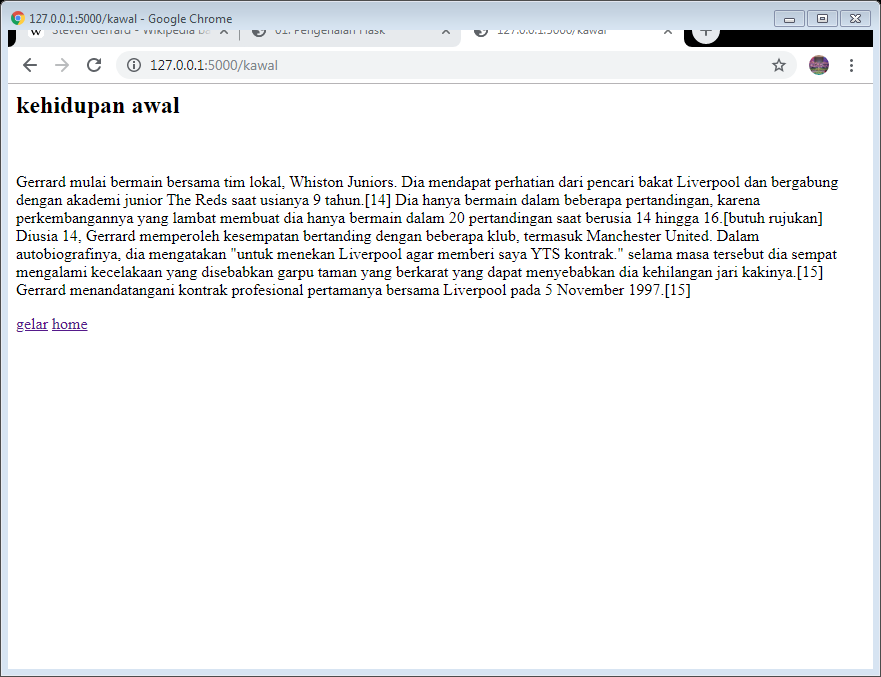 127.0.0.1:5000/kawal - Google Chrome
Steven Gerrard - Wikipedia
01. Pengenalan Flask
127.0.0.1:5000/kawal
127.0.0.1:5000/kawal
kehidupan awal
Gerrard mulai bermain bersama tim lokal, Whiston Juniors. Dia mendapat perhatian dari pencari bakat Liverpool dan bergabung
dengan akademi junior The Reds saat usianya 9 tahun.[14] Dia hanya bermain dalam beberapa pertandingan, karena
perkembangannya yang lambat membuat dia hanya bermain dalam 20 pertandingan saat berusia 14 hingga 16.[butuh rujukan]
Diusia 14, Gerrard memperoleh kesempatan bertanding dengan beberapa klub, termasuk Manchester United. Dalam
autobiografinya, dia mengatakan "untuk menekan Liverpool agar memberi saya YTS kontrak." selama masa tersebut dia sempat
mengalami kecelakaan yang disebabkan garpu taman yang berkarat yang dapat menyebabkan dia kehilangan jari kakinya.[15]
Gerrard menandatangani kontrak profesional pertamanya bersama Liverpool pada 5 November 1997.[15]
gelar home